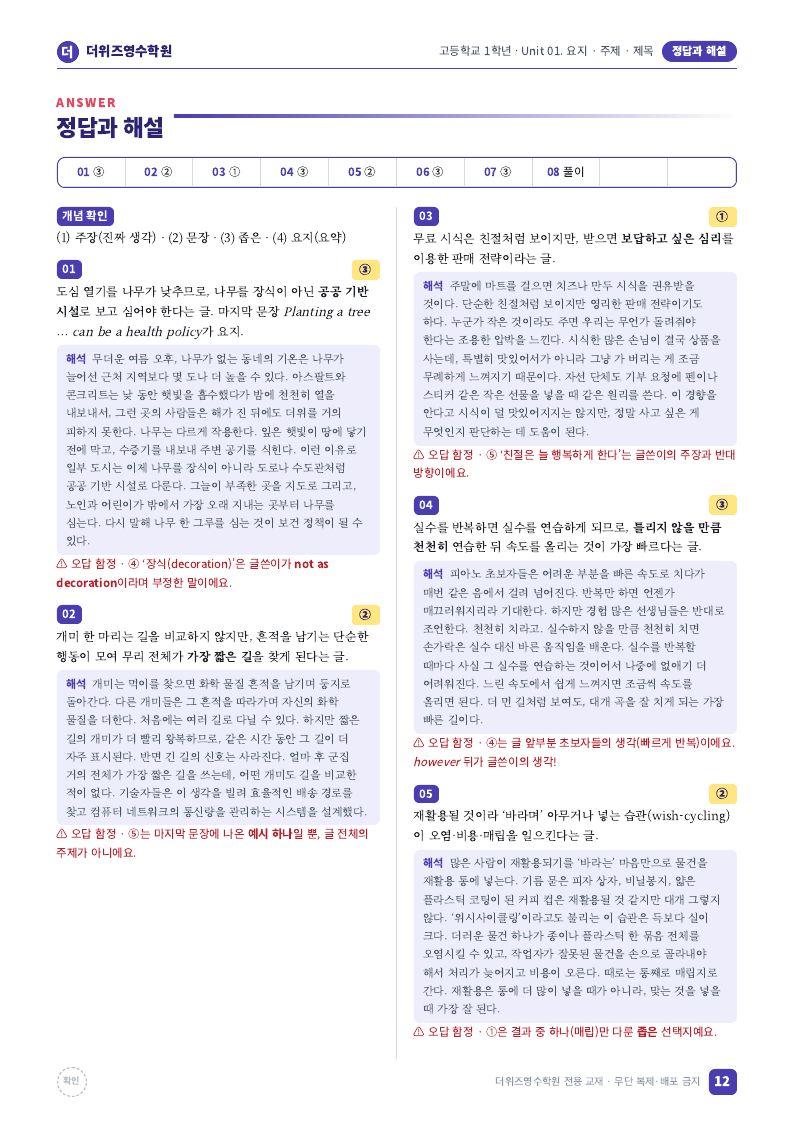 더 더위즈영수학원
고등학교 1학년 · Unit 01. 요지 · 주제 · 제목 정답과 해설
ANSWER
정답과 해설
01 ③ 02 ② 03 ① 04 ③ 05 ② 06 ③ 07 ③ 08 풀이
개념 확인
(1) 주장(진짜 생각) · (2) 문장 · (3) 좁은 · (4) 요지(요약)
01 ③
도심 열기를 나무가 낮추므로, 나무를 장식이 아닌 공공 기반
시설로 보고 심어야 한다는 글. 마지막 문장 Planting a tree
… can be a health policy가 요지.
해석 무더운 여름 오후, 나무가 없는 동네의 기온은 나무가
늘어선 근처 지역보다 몇 도나 더 높을 수 있다. 아스팔트와
콘크리트는 낮 동안 햇빛을 흡수했다가 밤에 천천히 열을
내보내서, 그런 곳의 사람들은 해가 진 뒤에도 더위를 거의
피하지 못한다. 나무는 다르게 작용한다. 잎은 햇빛이 땅에 닿기
전에 막고, 수증기를 내보내 주변 공기를 식힌다. 이런 이유로
일부 도시는 이제 나무를 장식이 아니라 도로나 수도관처럼
공공 기반 시설로 다룬다. 그늘이 부족한 곳을 지도로 그리고,
노인과 어린이가 밖에서 가장 오래 지내는 곳부터 나무를
심는다. 다시 말해 나무 한 그루를 심는 것이 보건 정책이 될 수
있다.
⚠ 오답 함정 · ④ ‘장식(decoration)’은 글쓴이가 not as
decoration이라며 부정한 말이에요.
02 ②
개미 한 마리는 길을 비교하지 않지만, 흔적을 남기는 단순한
행동이 모여 무리 전체가 가장 짧은 길을 찾게 된다는 글.
해석 개미는 먹이를 찾으면 화학 물질 흔적을 남기며 둥지로
돌아간다. 다른 개미들은 그 흔적을 따라가며 자신의 화학
물질을 더한다. 처음에는 여러 길로 다닐 수 있다. 하지만 짧은
길의 개미가 더 빨리 왕복하므로, 같은 시간 동안 그 길이 더
자주 표시된다. 반면 긴 길의 신호는 사라진다. 얼마 후 군집
거의 전체가 가장 짧은 길을 쓰는데, 어떤 개미도 길을 비교한
적이 없다. 기술자들은 이 생각을 빌려 효율적인 배송 경로를
찾고 컴퓨터 네트워크의 통신량을 관리하는 시스템을 설계했다.
⚠ 오답 함정 · ⑤는 마지막 문장에 나온 예시 하나일 뿐, 글 전체의
주제가 아니에요.
03 ①
무료 시식은 친절처럼 보이지만, 받으면 보답하고 싶은 심리를
이용한 판매 전략이라는 글.
해석 주말에 마트를 걸으면 치즈나 만두 시식을 권유받을
것이다. 단순한 친절처럼 보이지만 영리한 판매 전략이기도
하다. 누군가 작은 것이라도 주면 우리는 무언가 돌려줘야
한다는 조용한 압박을 느낀다. 시식한 많은 손님이 결국 상품을
사는데, 특별히 맛있어서가 아니라 그냥 가 버리는 게 조금
무례하게 느껴지기 때문이다. 자선 단체도 기부 요청에 펜이나
스티커 같은 작은 선물을 넣을 때 같은 원리를 쓴다. 이 경향을
안다고 시식이 덜 맛있어지지는 않지만, 정말 사고 싶은 게
무엇인지 판단하는 데 도움이 된다.
⚠ 오답 함정 · ⑤ ‘친절은 늘 행복하게 한다’는 글쓴이의 주장과 반대
방향이에요.
04 ③
실수를 반복하면 실수를 연습하게 되므로, 틀리지 않을 만큼
천천히 연습한 뒤 속도를 올리는 것이 가장 빠르다는 글.
해석 피아노 초보자들은 어려운 부분을 빠른 속도로 치다가
매번 같은 음에서 걸려 넘어진다. 반복만 하면 언젠가
매끄러워지리라 기대한다. 하지만 경험 많은 선생님들은 반대로
조언한다. 천천히 치라고. 실수하지 않을 만큼 천천히 치면
손가락은 실수 대신 바른 움직임을 배운다. 실수를 반복할
때마다 사실 그 실수를 연습하는 것이어서 나중에 없애기 더
어려워진다. 느린 속도에서 쉽게 느껴지면 조금씩 속도를
올리면 된다. 더 먼 길처럼 보여도, 대개 곡을 잘 치게 되는 가장
빠른 길이다.
⚠ 오답 함정 · ④는 글 앞부분 초보자들의 생각(빠르게 반복)이에요.
however 뒤가 글쓴이의 생각!
05 ②
재활용될 것이라 ‘바라며’ 아무거나 넣는 습관(wish-cycling)
이 오염·비용·매립을 일으킨다는 글.
해석 많은 사람이 재활용되기를 ‘바라는’ 마음만으로 물건을
재활용 통에 넣는다. 기름 묻은 피자 상자, 비닐봉지, 얇은
플라스틱 코팅이 된 커피 컵은 재활용될 것 같지만 대개 그렇지
않다. ‘위시사이클링’이라고도 불리는 이 습관은 득보다 실이
크다. 더러운 물건 하나가 종이나 플라스틱 한 묶음 전체를
오염시킬 수 있고, 작업자가 잘못된 물건을 손으로 골라내야
해서 처리가 늦어지고 비용이 오른다. 때로는 통째로 매립지로
간다. 재활용은 통에 더 많이 넣을 때가 아니라, 맞는 것을 넣을
때 가장 잘 된다.
⚠ 오답 함정 · ①은 결과 중 하나(매립)만 다룬 좁은 선택지예요.
확인
더위즈영수학원 전용 교재 · 무단 복제·배포 금지 12